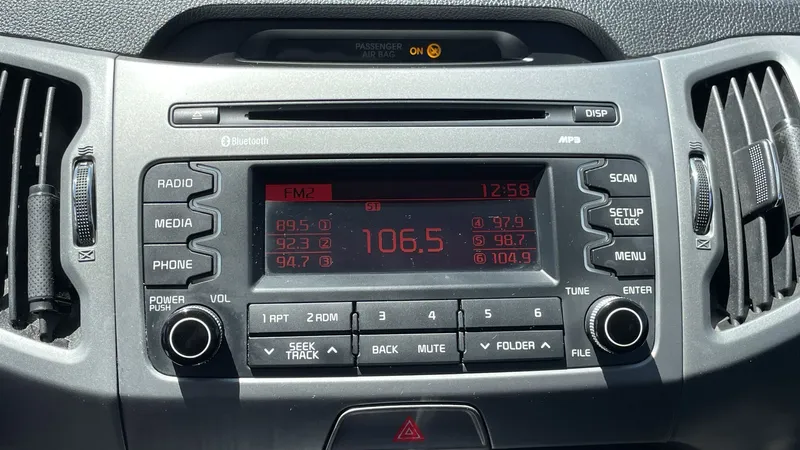 PASSENGER
AIR BAG ON
DISP
Bluetooth MP3
RADIO
MEDIA
PHONE
FM2 12:58
ST
89.5 1
92.3 2
94.7 3
106.5
4 97.9
5 98.7
6 104.9
SCAN
SETUP
CLOCK
MENU
POWER
PUSH
VOL
TUNE
ENTER
1 RPT 2 RDM 3 4 5 6
SEEK
TRACK
BACK MUTE
FOLDER
FILE